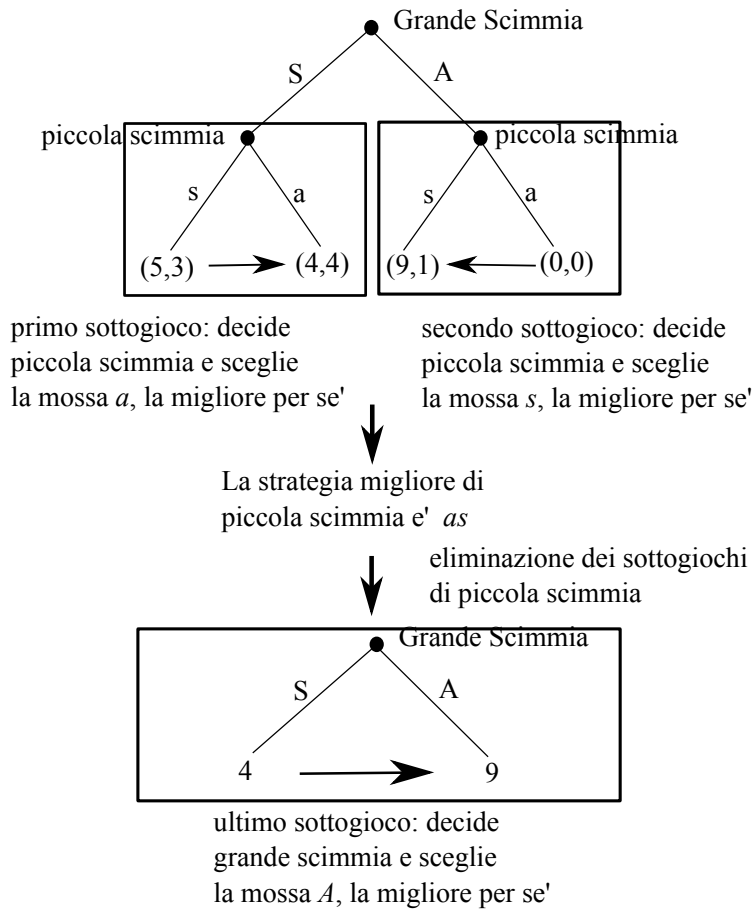 Grande Scimmia
S A
piccola scimmia piccola scimmia
s a s a
(5,3) (4,4) (9,1) (0,0)
primo sottogioco: decide
piccola scimmia e sceglie
la mossa a, la migliore per se'
secondo sottogioco: decide
piccola scimmia e sceglie
la mossa s, la migliore per se'
La strategia migliore di
piccola scimmia e' as
eliminazione dei sottogiochi
di piccola scimmia
Grande Scimmia
S A
4 9
ultimo sottogioco: decide
grande scimmia e sceglie
la mossa A, la migliore per se'